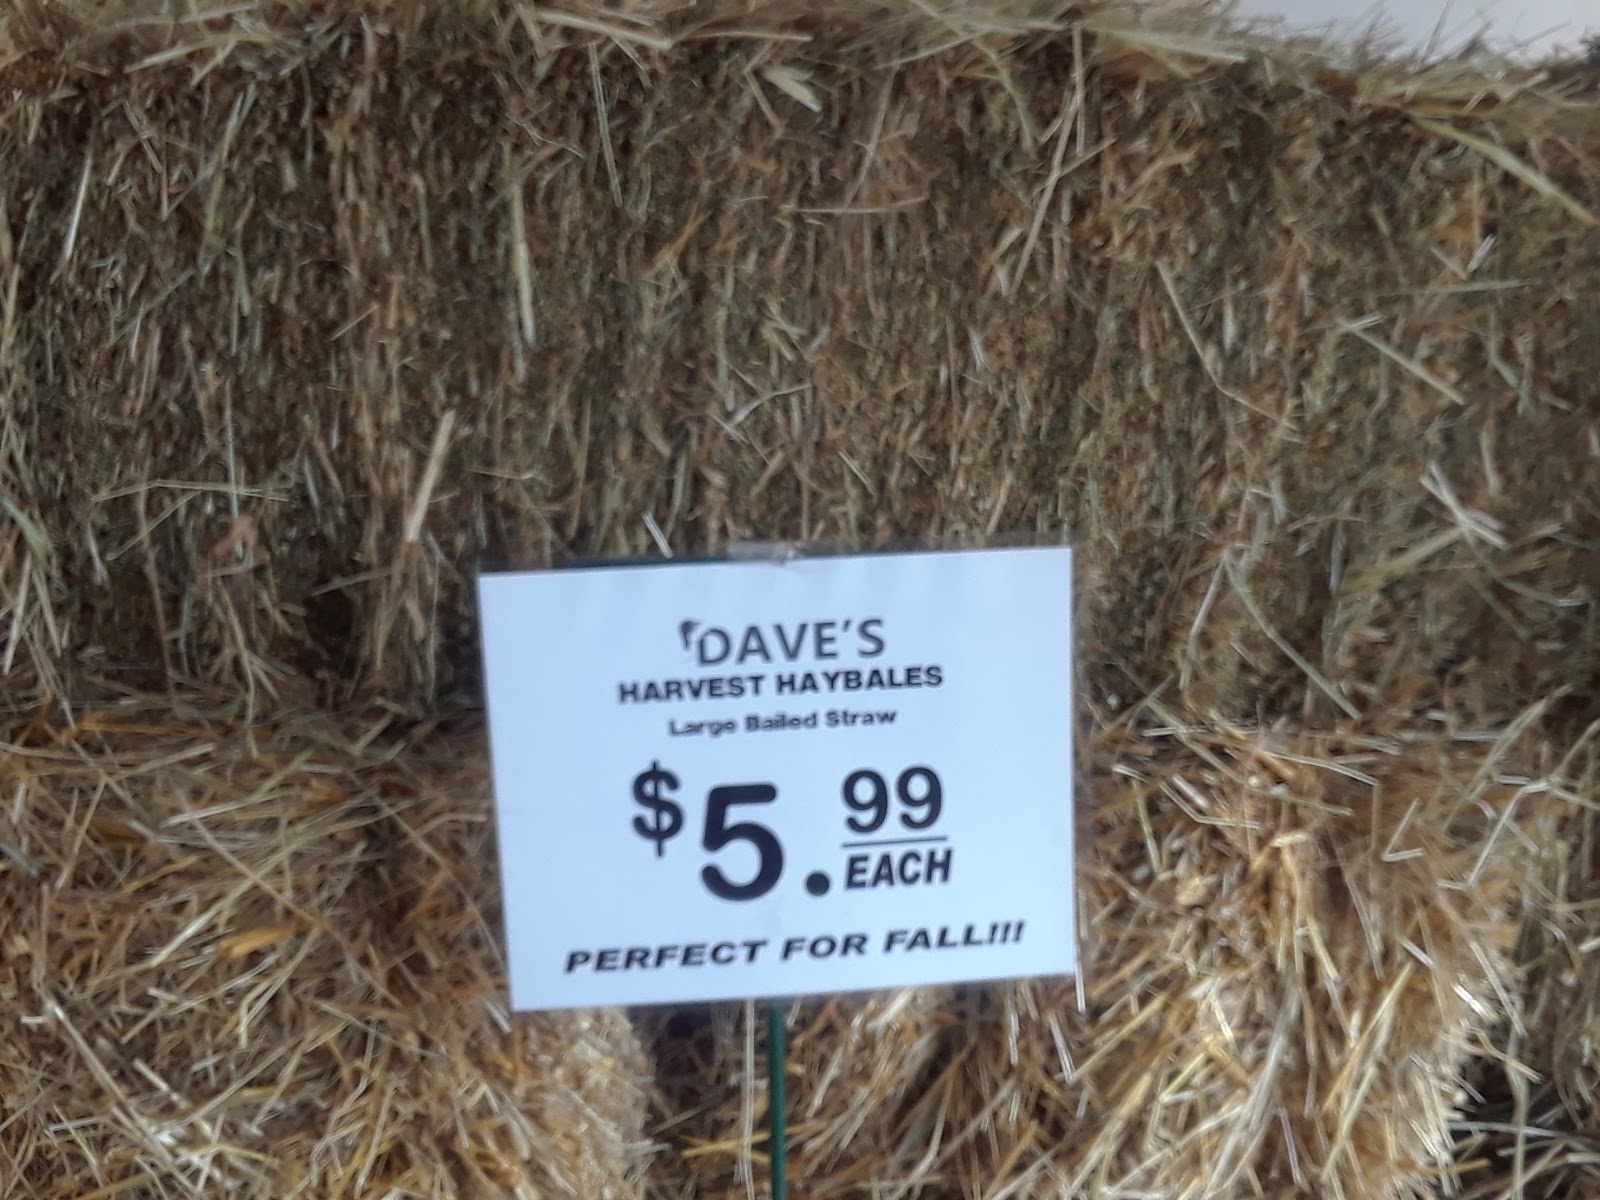 DAVE'S
HARVEST HAYBALES
Large Bailed Straw
$5.99
EACH
PERFECT FOR FALL!!!